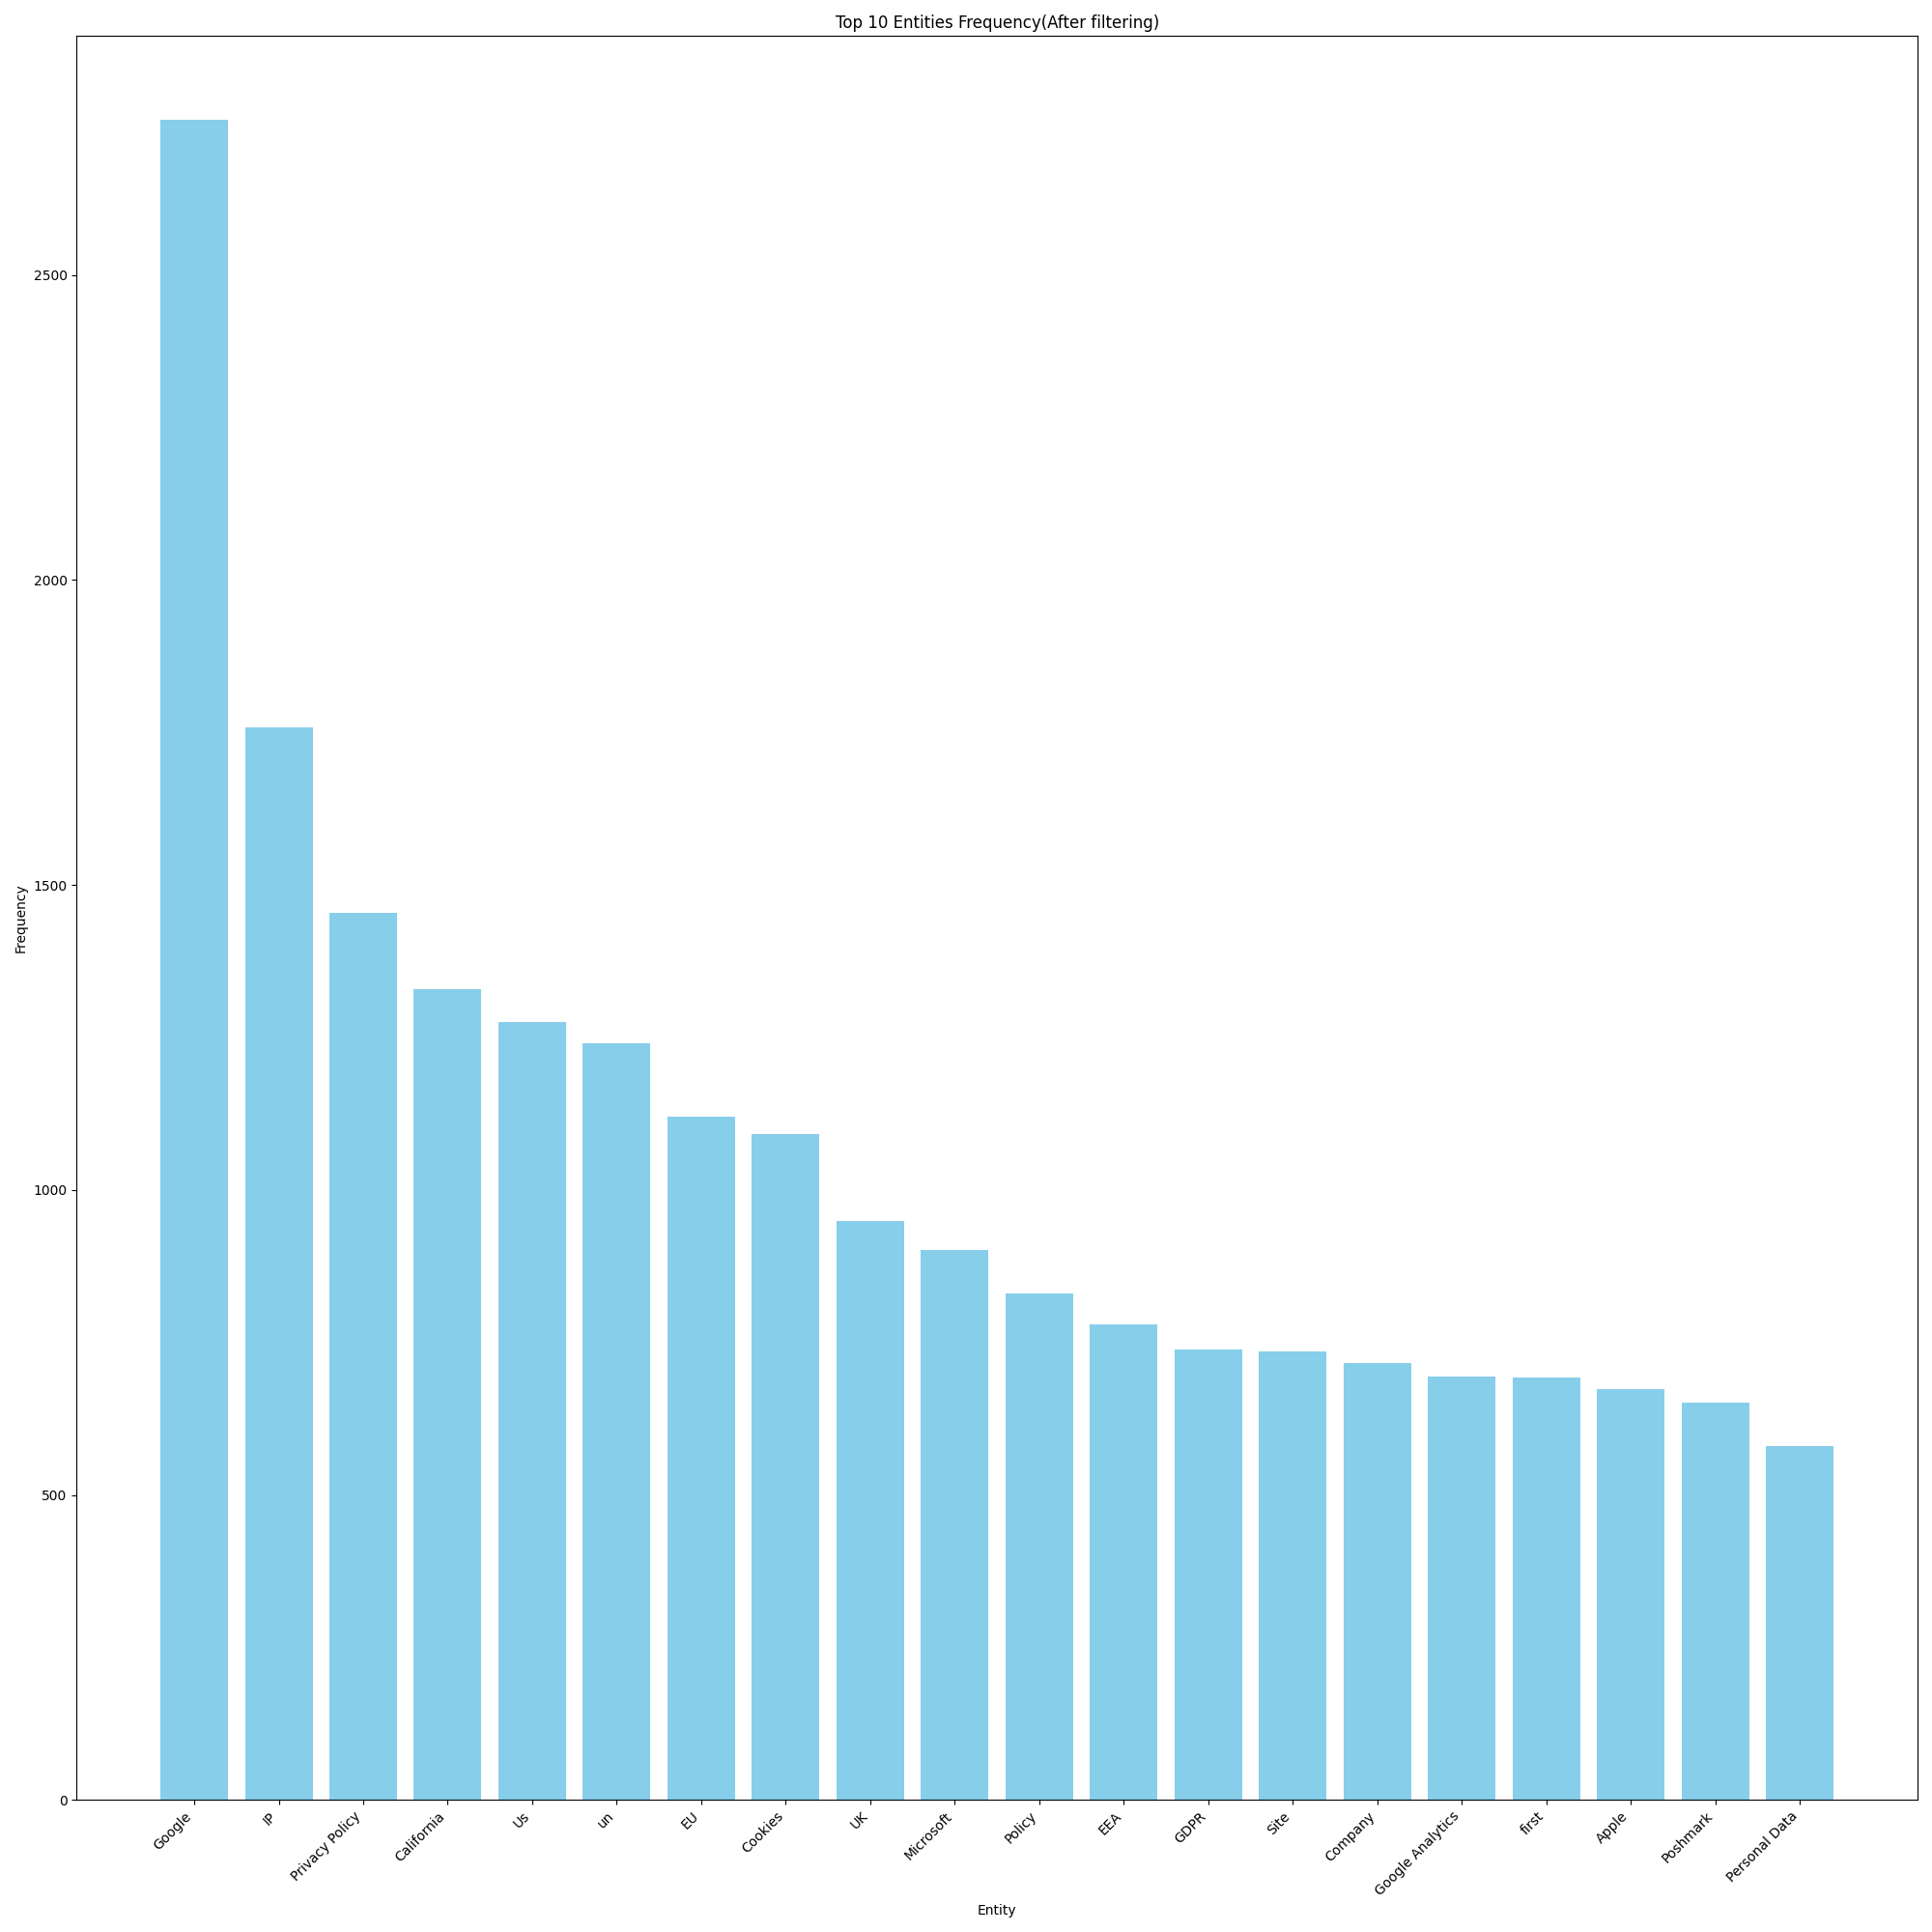 Top 10 Entities Frequency(After filtering)
Frequency
2500
2000
1500
1000
500
0
Google
IP
Privacy Policy
California
Us
un
EU
Cookies
UK
Microsoft
Policy
EEA
GDPR
Site
Company
Google Analytics
first
Apple
Poshmark
Personal Data
Entity